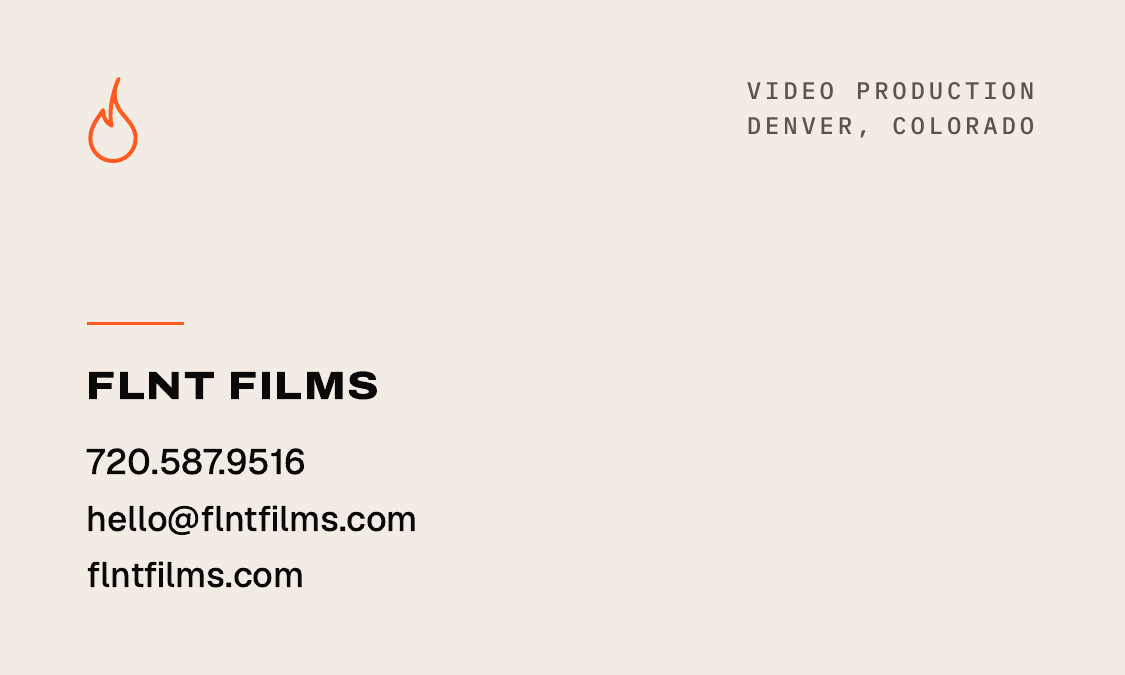 VIDEO PRODUCTION
DENVER, COLORADO
FLNT FILMS
720.587.9516
hello@flntfilms.com
flntfilms.com